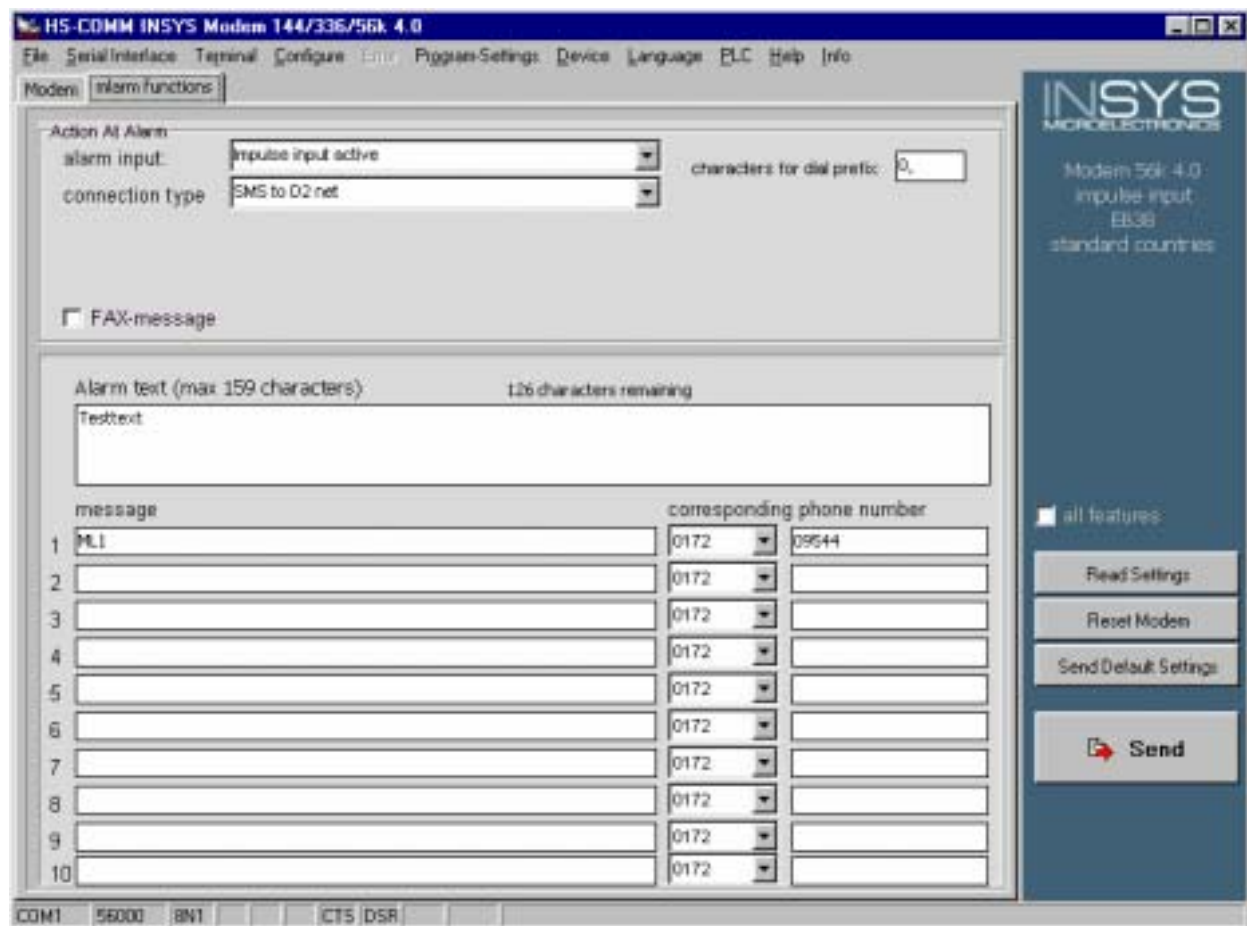 HS-COMM INSYS Modem 144/336/56k 4.0
File Serial Interface Terminal Configure Error Program-Settings Device Language PLC Help Info
Modem alarm functions
INSYS
MICROELECTRONICS
Action At Alarm
alarm input: Impulse input active characters for dial prefix: 0,
connection type SMS to D2 net
Modem 56k 4.0
impulse input
EB38
standard countries
FAX-message
Alarm text (max 159 characters) 126 characters remaining
Testtext
message corresponding phone number
all features
1 ML1 0172 09544
2 0172
3 0172
4 0172
5 0172
6 0172
7 0172
8 0172
9 0172
10 0172
Read Settings
Reset Modem
Send Default Settings
Send
COM1 56000 8N1 CTS DSR